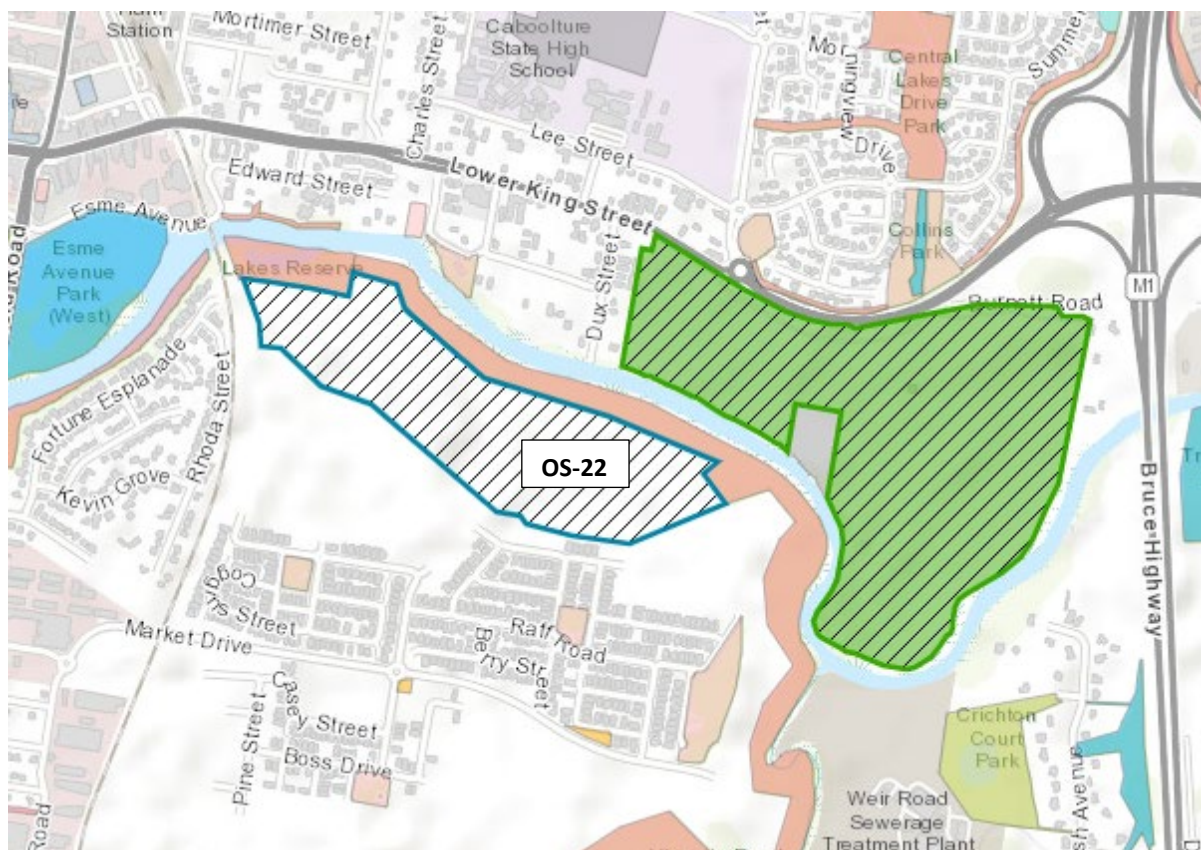 Station
Mortimer Street
Charles Street
Caboolture
State High
School
Morningview
Drive
Central
Lakes
Drive
Park
Lee Street
Lower King Street
Edward Street
Esme Avenue
Esme
Avenue
Park
(West)
Lakes Reserve
Dux Street
Collins
Park
Burnett Road
M1
Bruce Highway
Fortune Esplanade
Rhoda Street
Kevin Grove
OS-22
Market Drive
Raff Road
Berry Street
Casey Street
Pine Street
Boss Drive
Crichton
Court
Park
Weir Road
Sewerage
Treatment Plant
Road